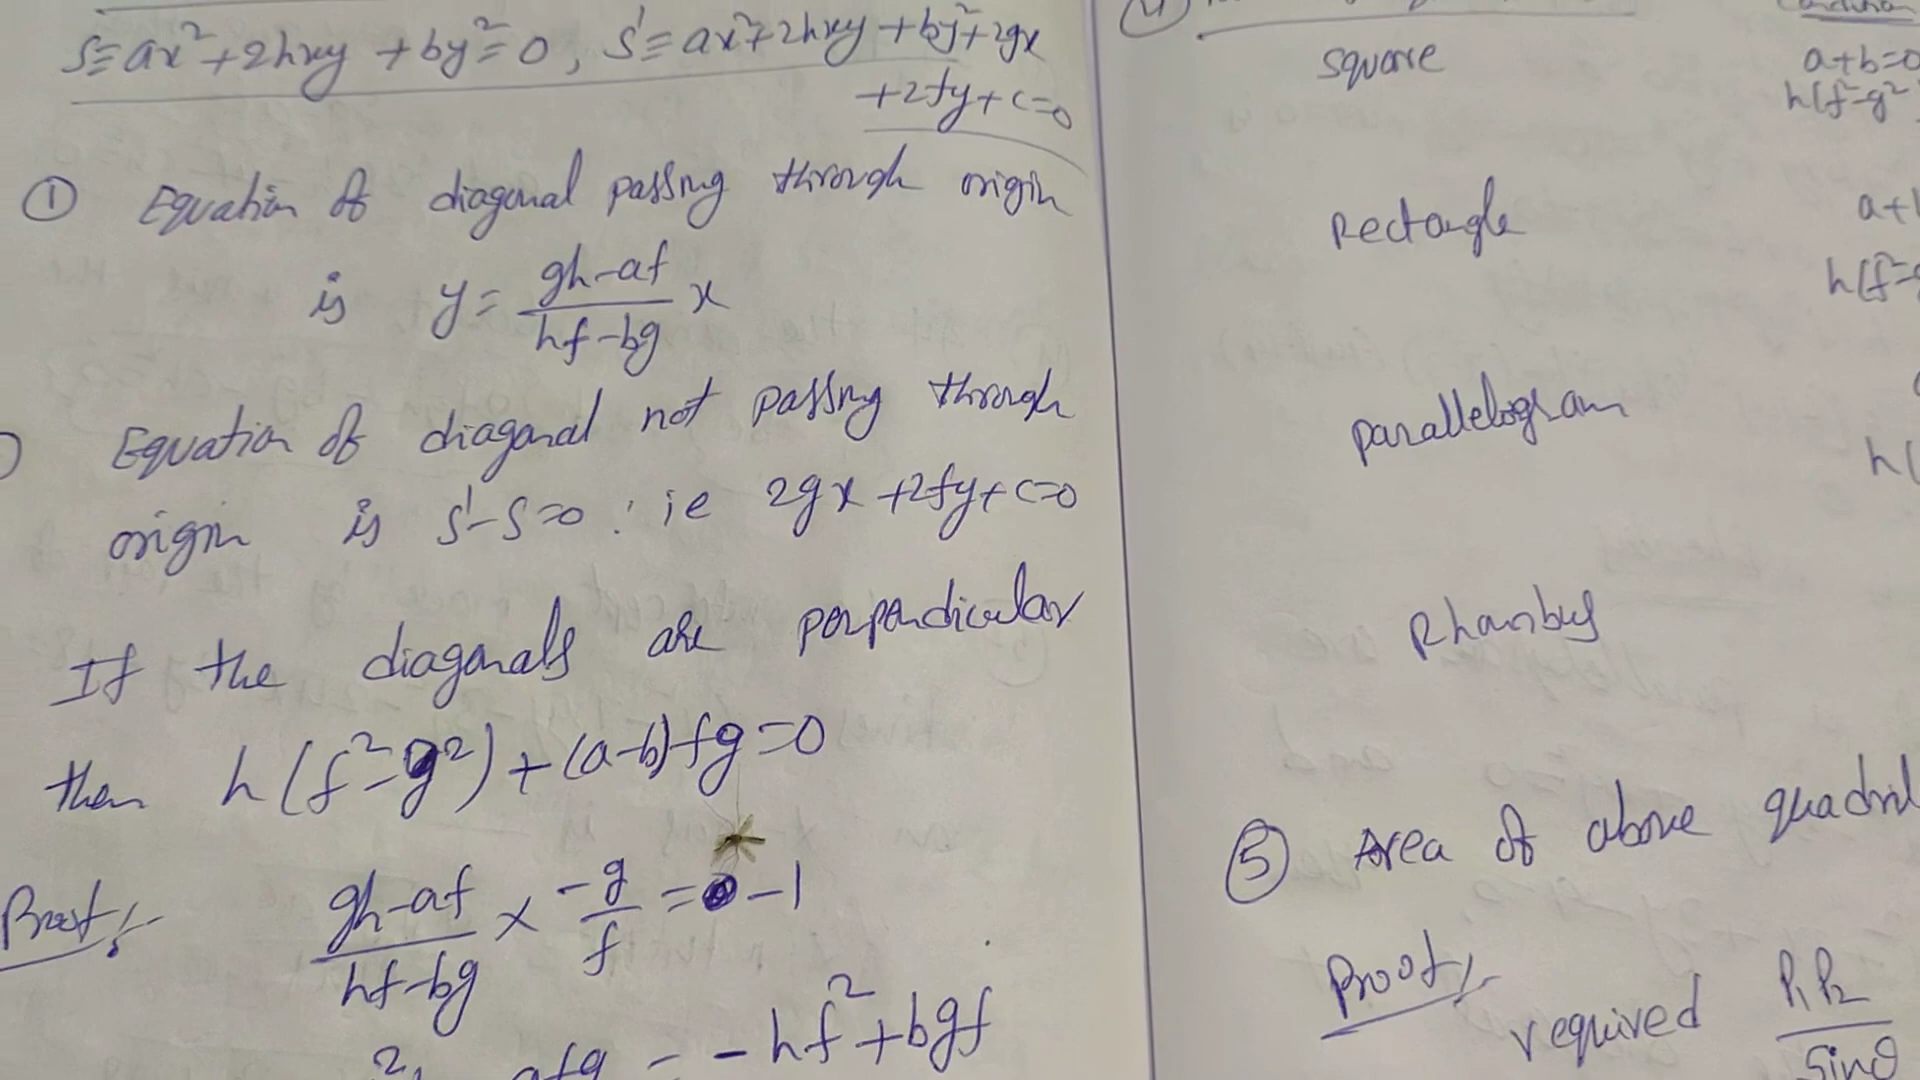 S≡ax²+2hxy+by²=0, S'≡ax²+2hxy+by²+2gx
+2fy+c=0
① Equation of diagonal passing through origin
is y= gh-af/hf-bg x
Equation of diagonal not passing through
origin is S'-S=0 : ie 2gx+2fy+c=0
If the diagonals are perpendicular
then h(f²-g²)+(a-b)fg=0
Proof:- gh-af/hf-bg × -g/f = -1
afg = -hf²+bgf
④
square a+b=0
h(f²-g²
Rectangle
parallelogram
Rhombus
⑤ Area of above
Proof:-
required P₁P₂/Sinθ